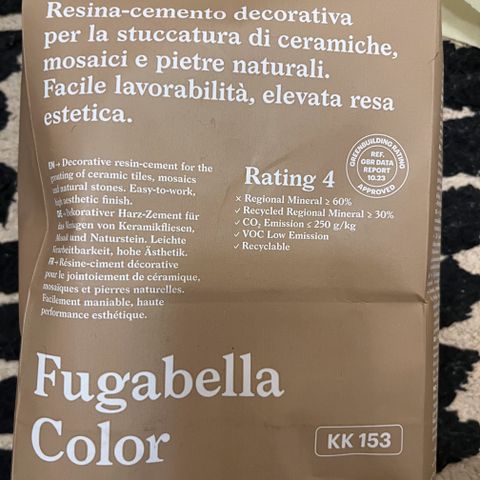 Resina-cemento decorativa
per la stuccatura di ceramiche,
mosaici e pietre naturali.
Facile lavorabilità, elevata resa
estetica.
EN→ Decorative resin-cement for the
grouting of ceramic tiles, mosaics
and natural stones. Easy-to-work,
high aesthetic finish.
DE→ Dekorativer Harz-Zement für
das Verfugen von Keramikfliesen,
Mosaik und Naturstein. Leichte
Verarbeitbarkeit, hohe Ästhetik.
FR→ Résine-ciment décorative
pour le jointoiement de céramique,
mosaïques et pierres naturelles.
Facilement maniable, haute
performance esthétique.
Rating 4
× Regional Mineral ≥ 60%
✓ Recycled Regional Mineral ≥ 30%
✓ CO₂ Emission ≤ 250 g/kg
✓ VOC Low Emission
✓ Recyclable
GREENBUILDING RATING
REF.
GBR DATA
REPORT
10.23
APPROVED
Fugabella
Color
KK 153